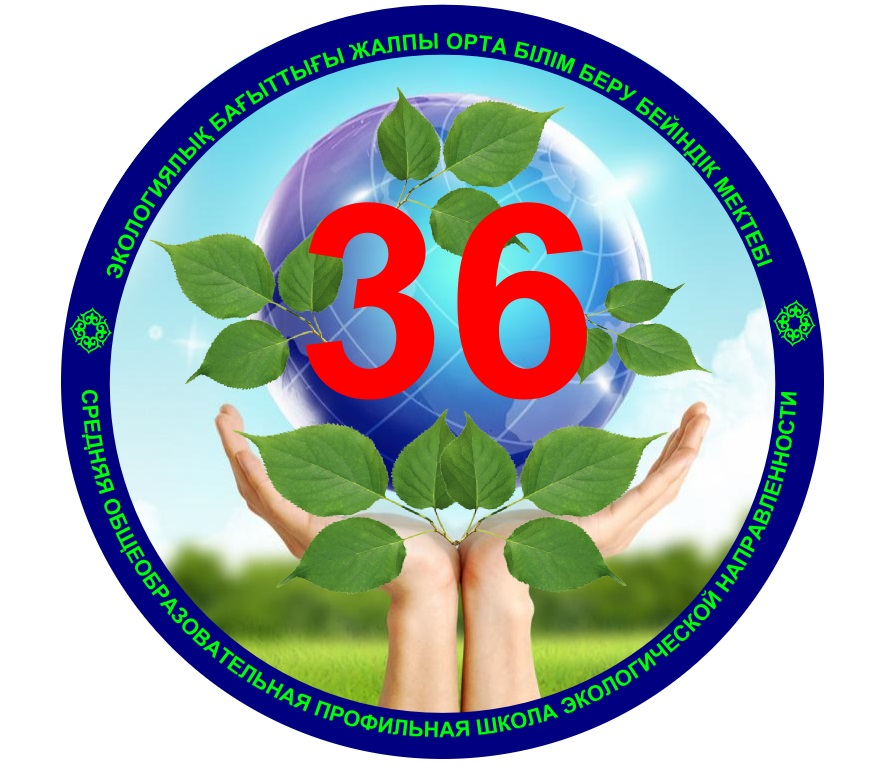 ЭКОЛОГИЯЛЫҚ БАҒЫТТЫҒЫ ЖАЛПЫ ОРТА БІЛІМ БЕРУ БЕЙІНДІК МЕКТЕБІ
36
СРЕДНЯЯ ОБЩЕОБРАЗОВАТЕЛЬНАЯ ПРОФИЛЬНАЯ ШКОЛА ЭКОЛОГИЧЕСКОЙ НАПРАВЛЕННОСТИ